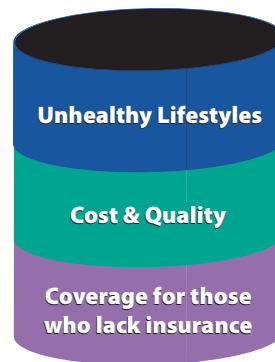 Unhealthy Lifestyles
Cost & Quality
Coverage for those
who lack insurance